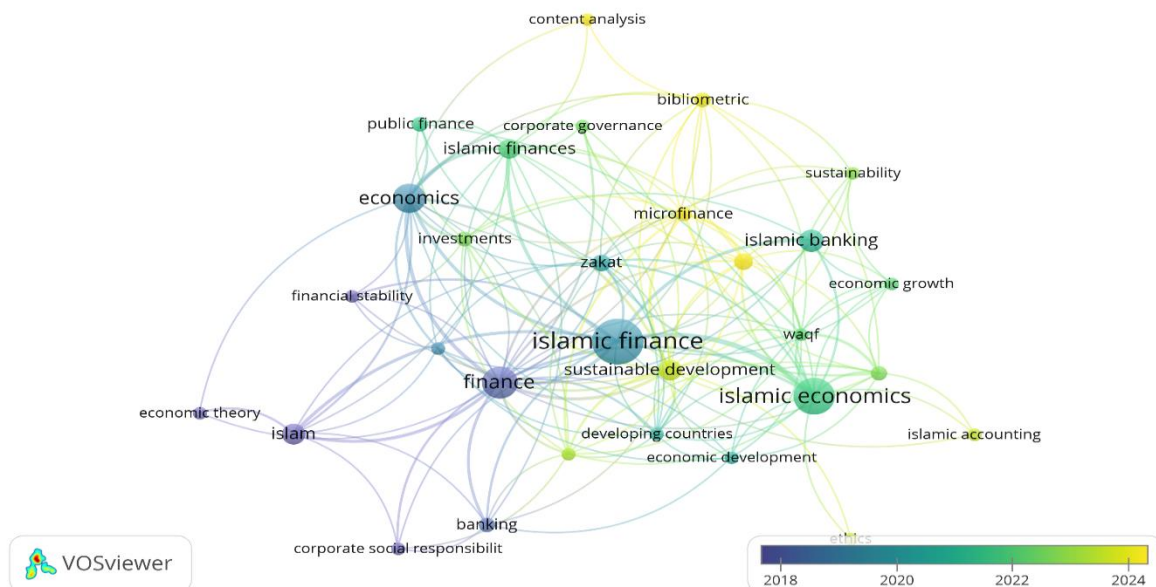 content analysis
bibliometric
public finance
corporate governance
islamic finances
sustainability
economics
microfinance
investments
islamic banking
zakat
financial stability
economic growth
waqf
islamic finance
sustainable development
finance
islamic economics
economic theory
islam
developing countries
islamic accounting
economic development
banking
ethics
corporate social responsibilit
VOSviewer
2018 2020 2022 2024